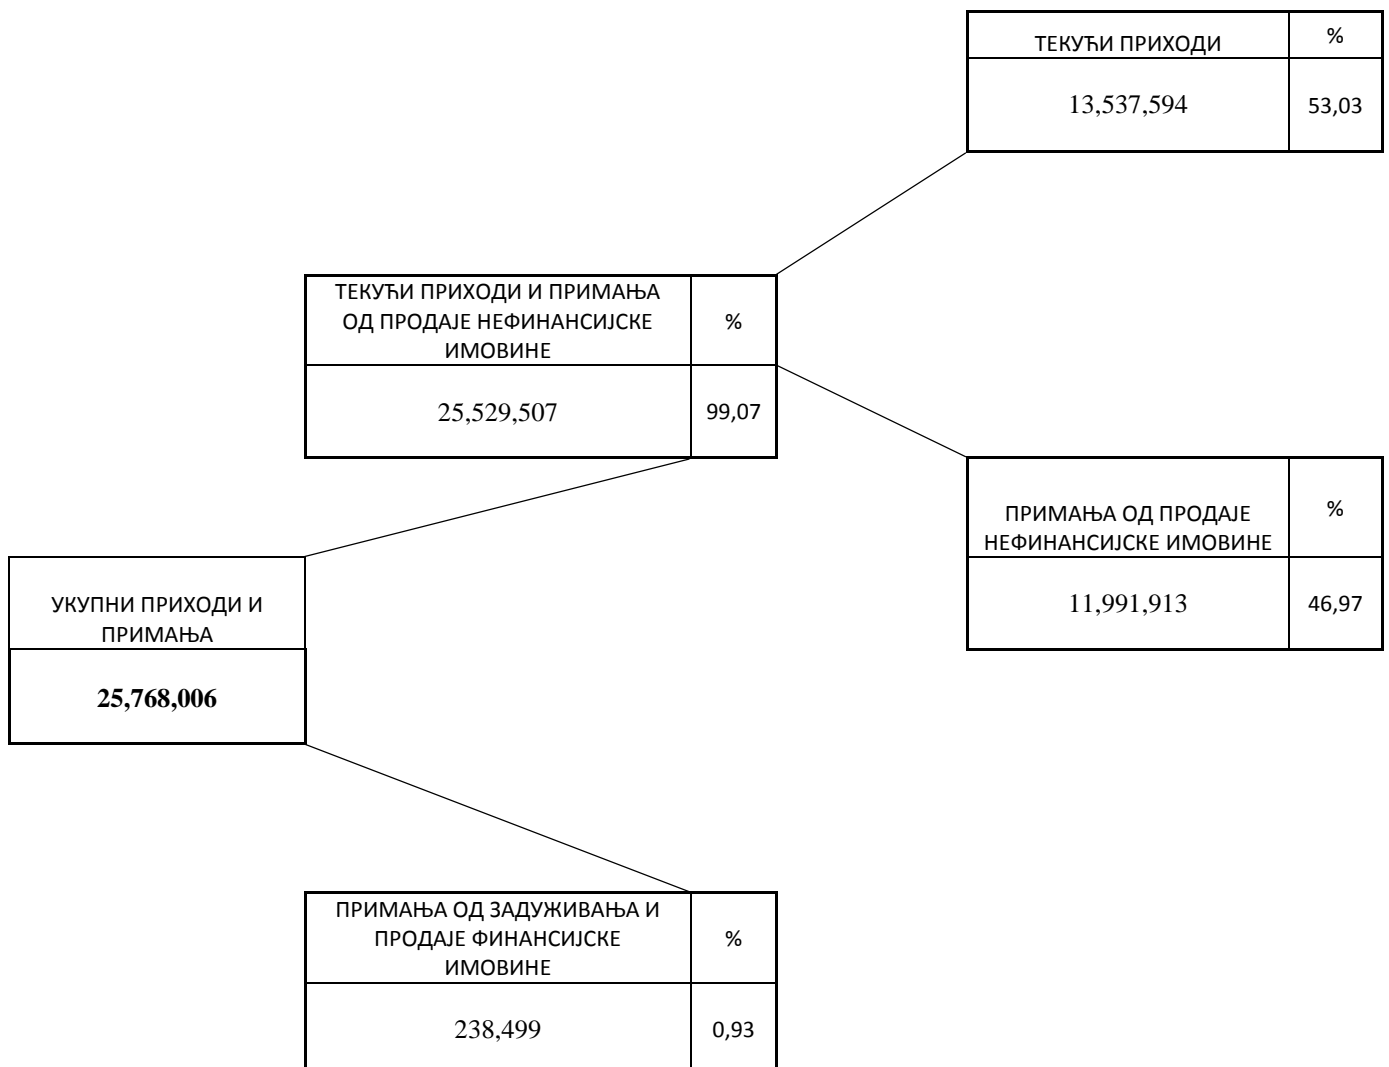 ТЕКУЋИ ПРИХОДИ
%
13,537,594
53,03
ТЕКУЋИ ПРИХОДИ И ПРИМАЊА
ОД ПРОДАЈЕ НЕФИНАНСИЈСКЕ
ИМОВИНЕ
%
25,529,507
99,07
ПРИМАЊА ОД ПРОДАЈЕ
НЕФИНАНСИЈСКЕ ИМОВИНЕ
%
11,991,913
46,97
УКУПНИ ПРИХОДИ И
ПРИМАЊА
25,768,006
ПРИМАЊА ОД ЗАДУЖИВАЊА И
ПРОДАЈЕ ФИНАНСИЈСКЕ
ИМОВИНЕ
%
238,499
0,93